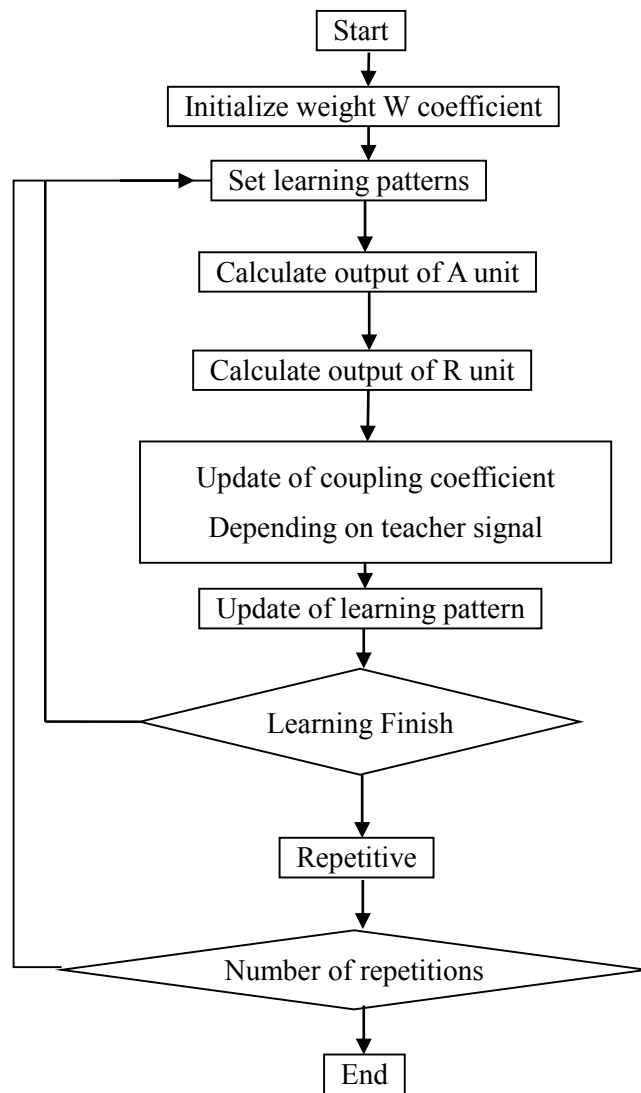 Start
Initialize weight W coefficient
Set learning patterns
Calculate output of A unit
Calculate output of R unit
Update of coupling coefficient
Depending on teacher signal
Update of learning pattern
Learning Finish
Repetitive
Number of repetitions
End